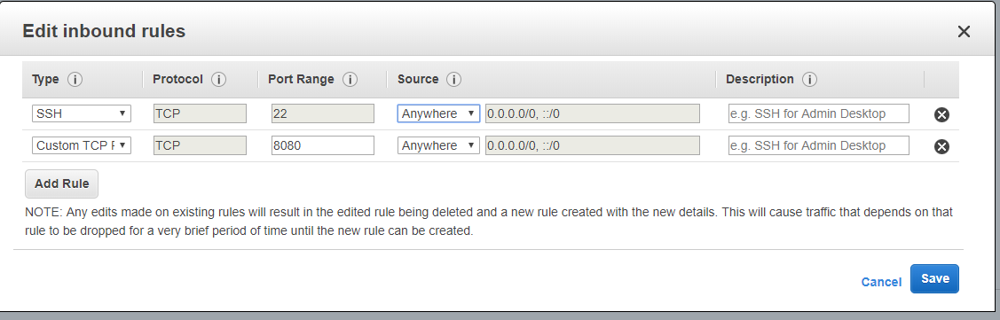 Edit inbound rules
Type Protocol Port Range Source Description
SSH TCP 22 Anywhere 0.0.0.0/0, ::/0 e.g. SSH for Admin Desktop
Custom TCP TCP 8080 Anywhere 0.0.0.0/0, ::/0 e.g. SSH for Admin Desktop
Add Rule
NOTE: Any edits made on existing rules will result in the edited rule being deleted and a new rule created with the new details. This will cause traffic that depends on that
rule to be dropped for a very brief period of time until the new rule can be created.
Cancel Save